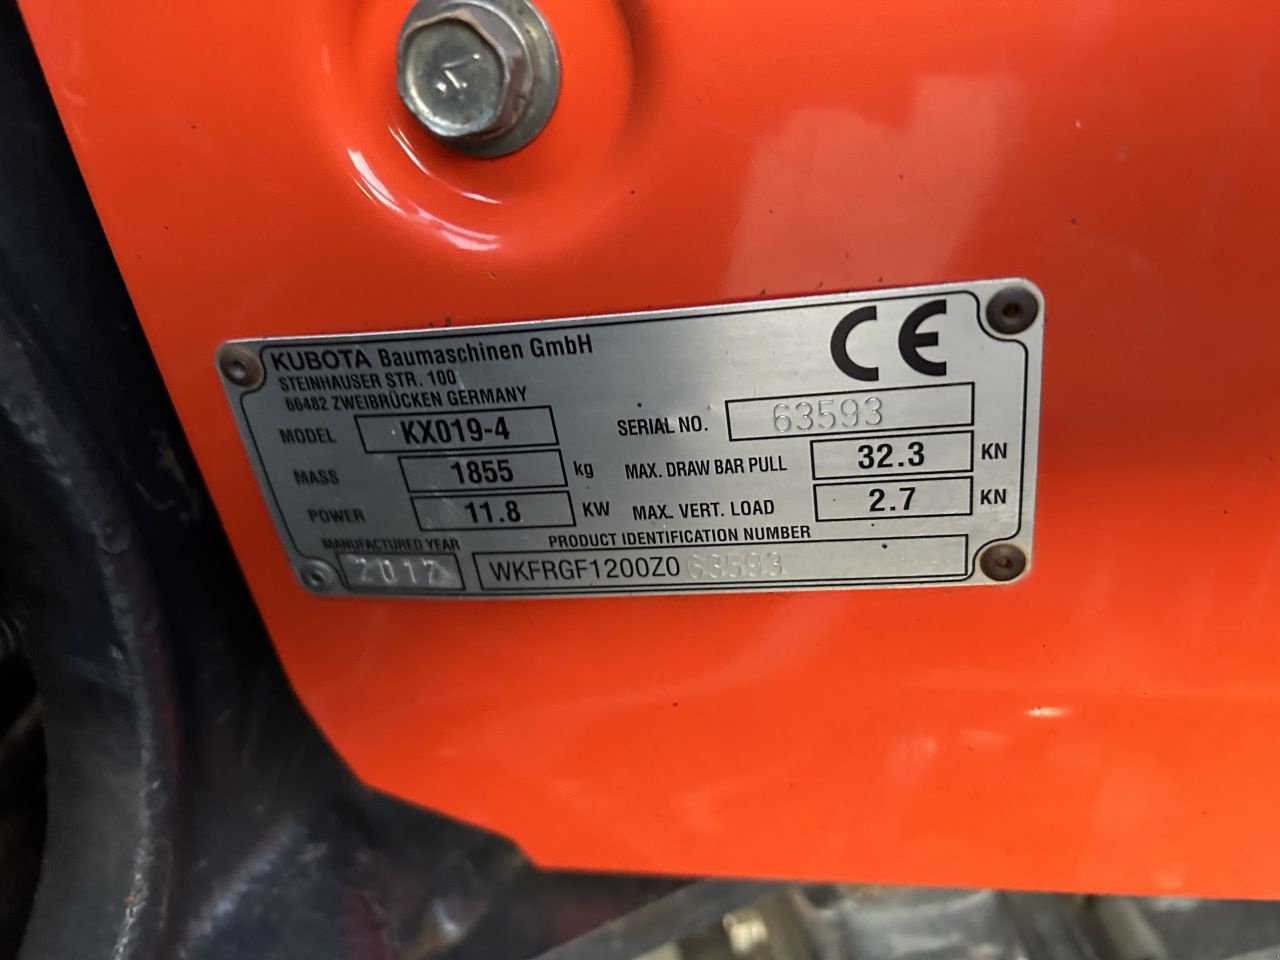 KUBOTA Baumaschinen GmbH
STEINHAUSER STR. 100
66482 ZWEIBRÜCKEN GERMANY
CE
MODEL KX019-4
SERIAL NO. 63593
MASS 1855 kg
MAX. DRAW BAR PULL 32.3 KN
POWER 11.8 KW
MAX. VERT. LOAD 2.7 KN
MANUFACTURED YEAR
2012
PRODUCT IDENTIFICATION NUMBER
WKFRGF1200Z063593